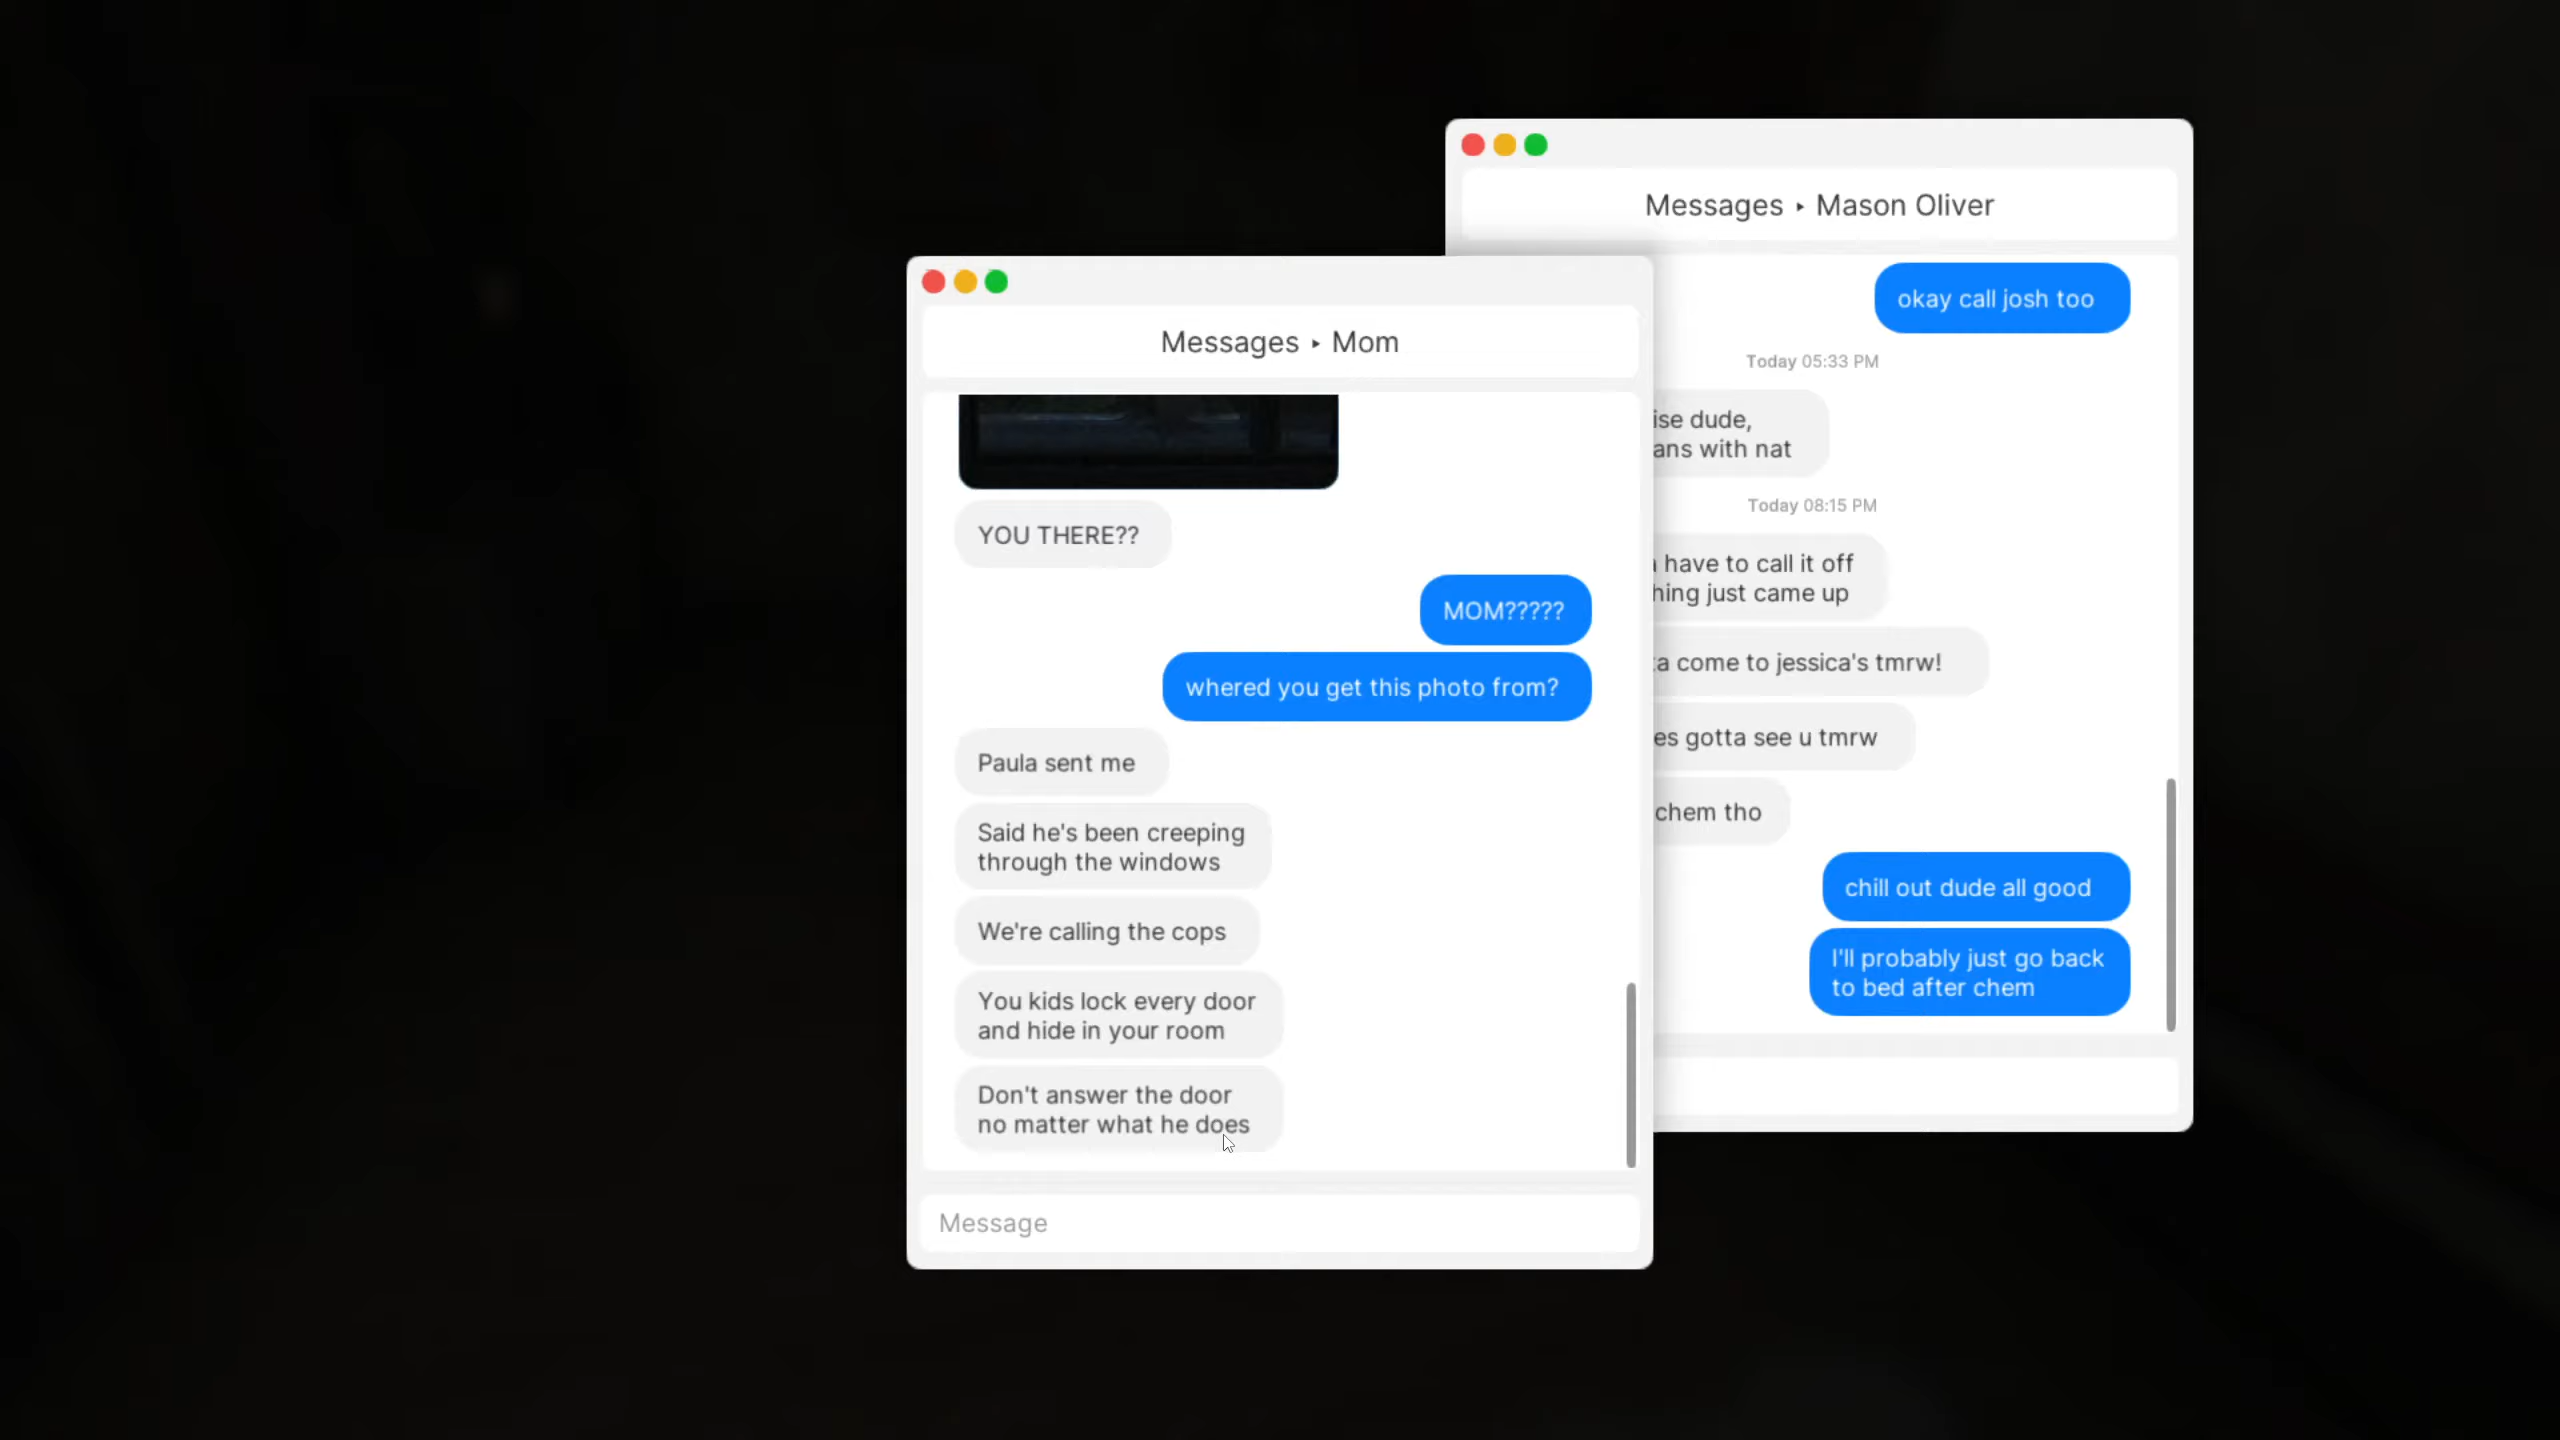 Messages ▸ Mason Oliver
okay call josh too
Today 05:33 PM
ise dude,
ans with nat
Today 08:15 PM
have to call it off
hing just came up
a come to jessica's tmrw!
es gotta see u tmrw
chem tho
chill out dude all good
I'll probably just go back
to bed after chem
Messages ▸ Mom
YOU THERE??
MOM?????
whered you get this photo from?
Paula sent me
Said he's been creeping
through the windows
We're calling the cops
You kids lock every door
and hide in your room
Don't answer the door
no matter what he does
Message